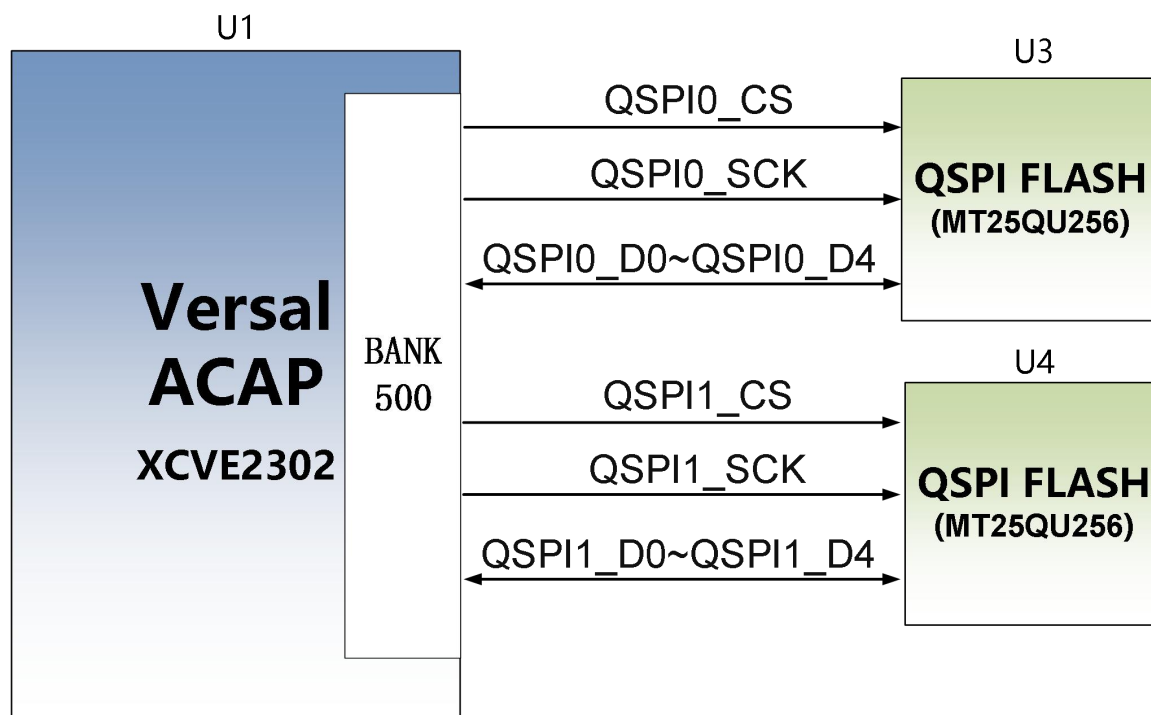 U1
Versal
ACAP
XCVE2302
BANK
500
QSPI0_CS
QSPI0_SCK
QSPI0_D0~QSPI0_D4
QSPI1_CS
QSPI1_SCK
QSPI1_D0~QSPI1_D4
U3
QSPI FLASH
(MT25QU256)
U4
QSPI FLASH
(MT25QU256)